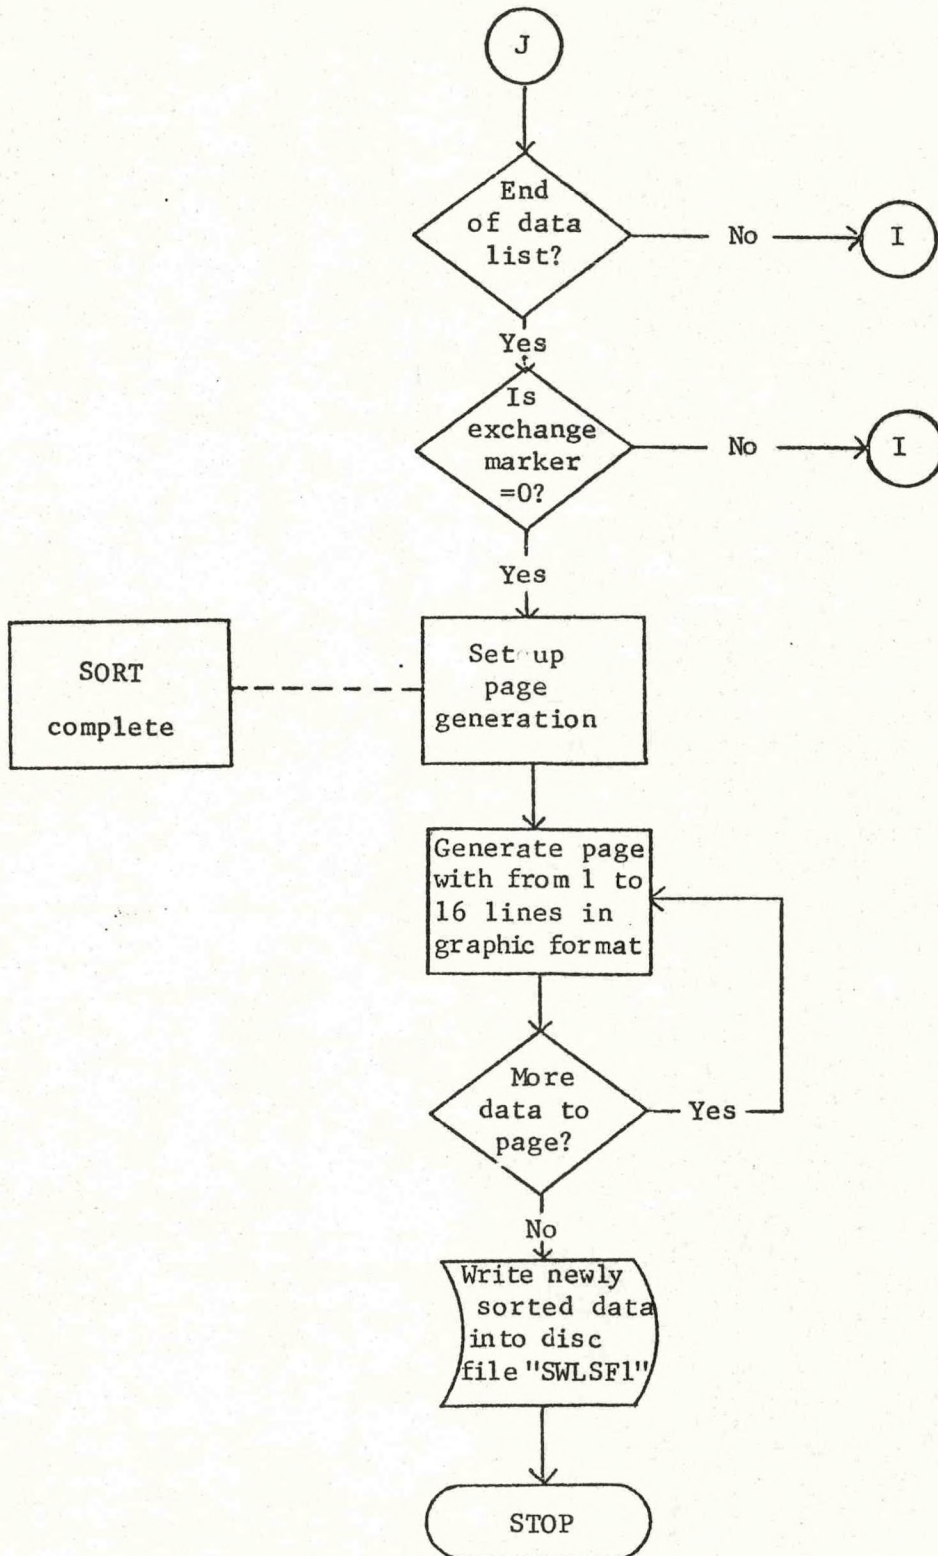 J
End
of data
list?
No
I
Yes
Is
exchange
marker
=0?
No
I
Yes
SORT
complete
Set up
page
generation
Generate page
with from 1 to
16 lines in
graphic format
More
data to
page?
Yes
No
Write newly
sorted data
into disc
file "SWLSF1"
STOP